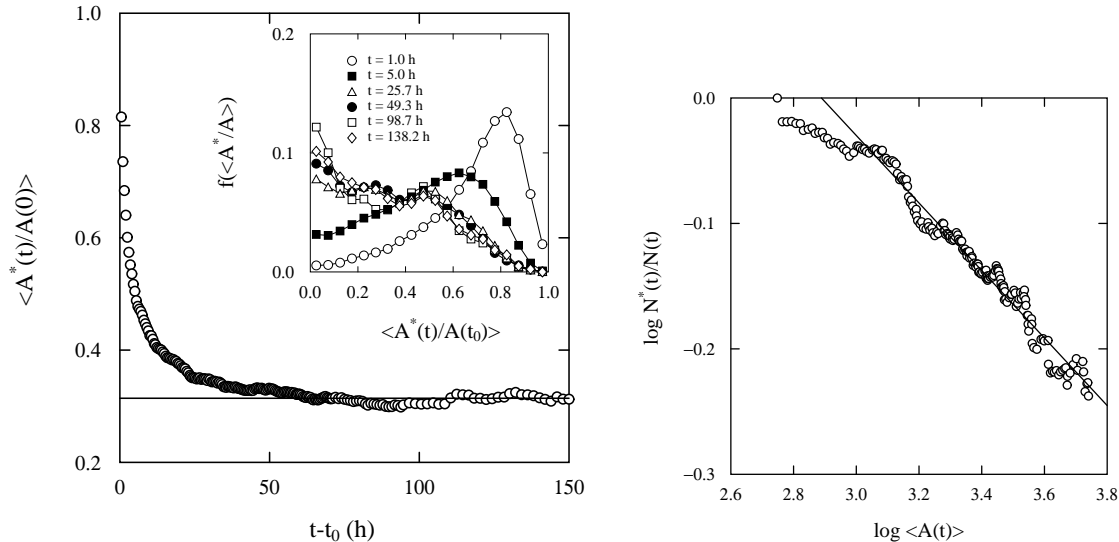 1.0
0.8
0.6
0.4
0.2
0
50
100
150
<A*(t)/A(0)>
t-t0 (h)
0.2
0.1
0.0
0.0
0.2
0.4
0.6
0.8
1.0
f(<A*/A>)
<A*(t)/A(t0)>
t = 1.0 h
t = 5.0 h
t = 25.7 h
t = 49.3 h
t = 98.7 h
t = 138.2 h
0.0
−0.1
−0.2
−0.3
2.6
2.8
3.0
3.2
3.4
3.6
3.8
log N*(t)/N(t)
log <A(t)>